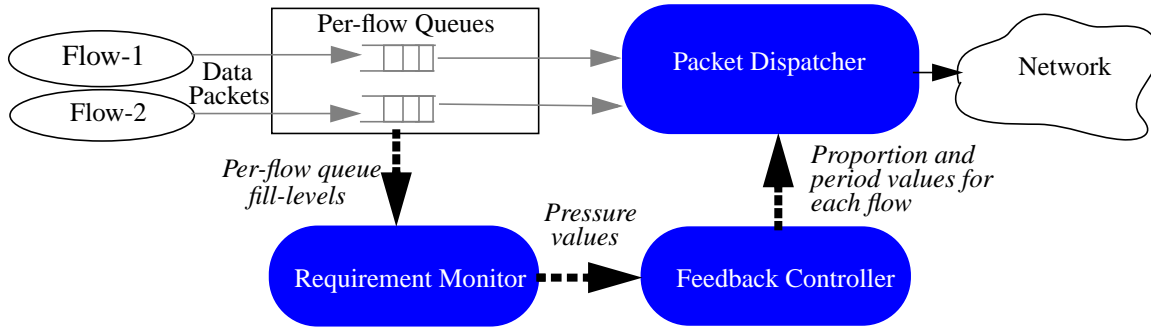 Per-flow Queues
Flow-1
Data
Packets
Flow-2
Packet Dispatcher
Network
Per-flow queue
fill-levels
Proportion and
period values for
each flow
Pressure
values
Requirement Monitor
Feedback Controller